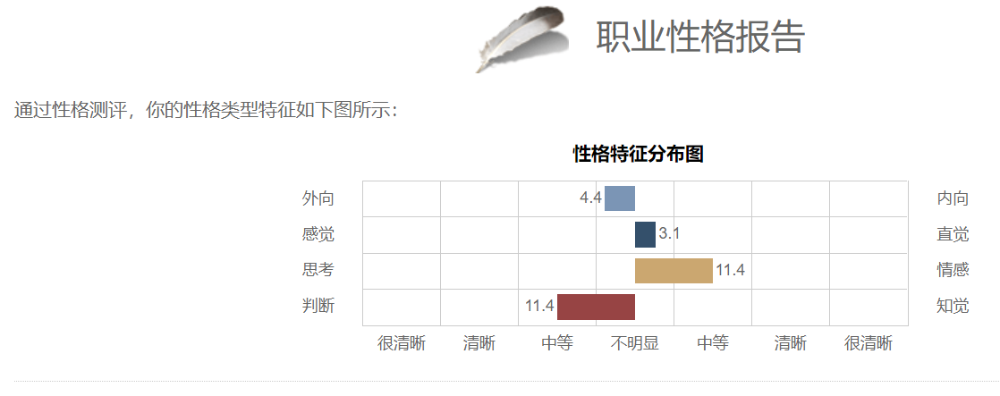 职业性格报告
通过性格测评，你的性格类型特征如下图所示：
性格特征分布图
外向 4.4 内向
感觉 3.1 直觉
思考 11.4 情感
判断 11.4 知觉
很清晰 清晰 中等 不明显 中等 清晰 很清晰